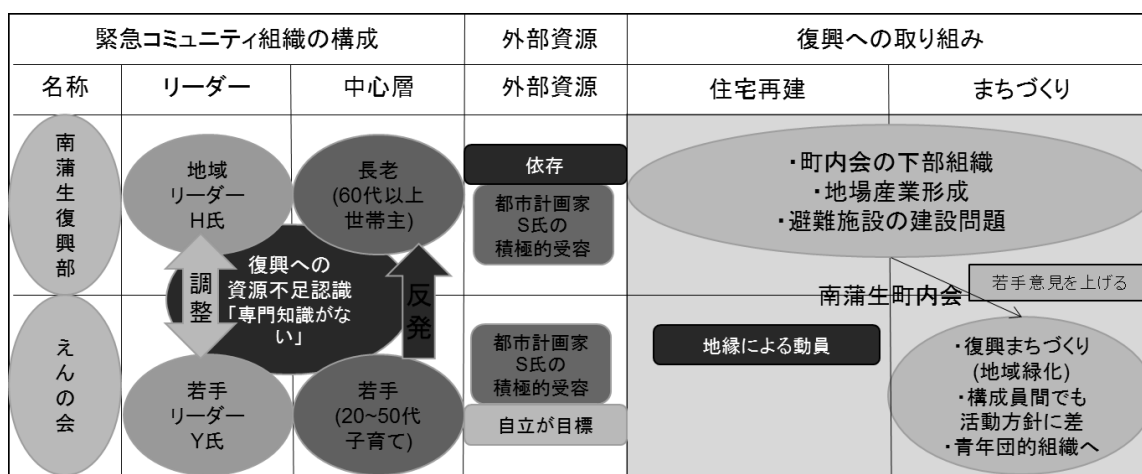 緊急コミュニティ組織の構成
外部資源
復興への取り組み
名称
リーダー
中心層
外部資源
住宅再建
まちづくり
南蒲生復興部
地域
リーダー
H氏
長老
(60代以上
世帯主)
依存
都市計画家
S氏の
積極的受容
・町内会の下部組織
・地場産業形成
・避難施設の建設問題
調整
復興への
資源不足認識
「専門知識がな
い」
反発
南蒲生町内会
若手意見を上げる
えんの会
若手
リーダー
Y氏
若手
(20~50代
子育て)
都市計画家
S氏の
積極的受容
自立が目標
地縁による動員
・復興まちづくり
(地域緑化)
・構成員間でも
活動方針に差
・青年団的組織へ